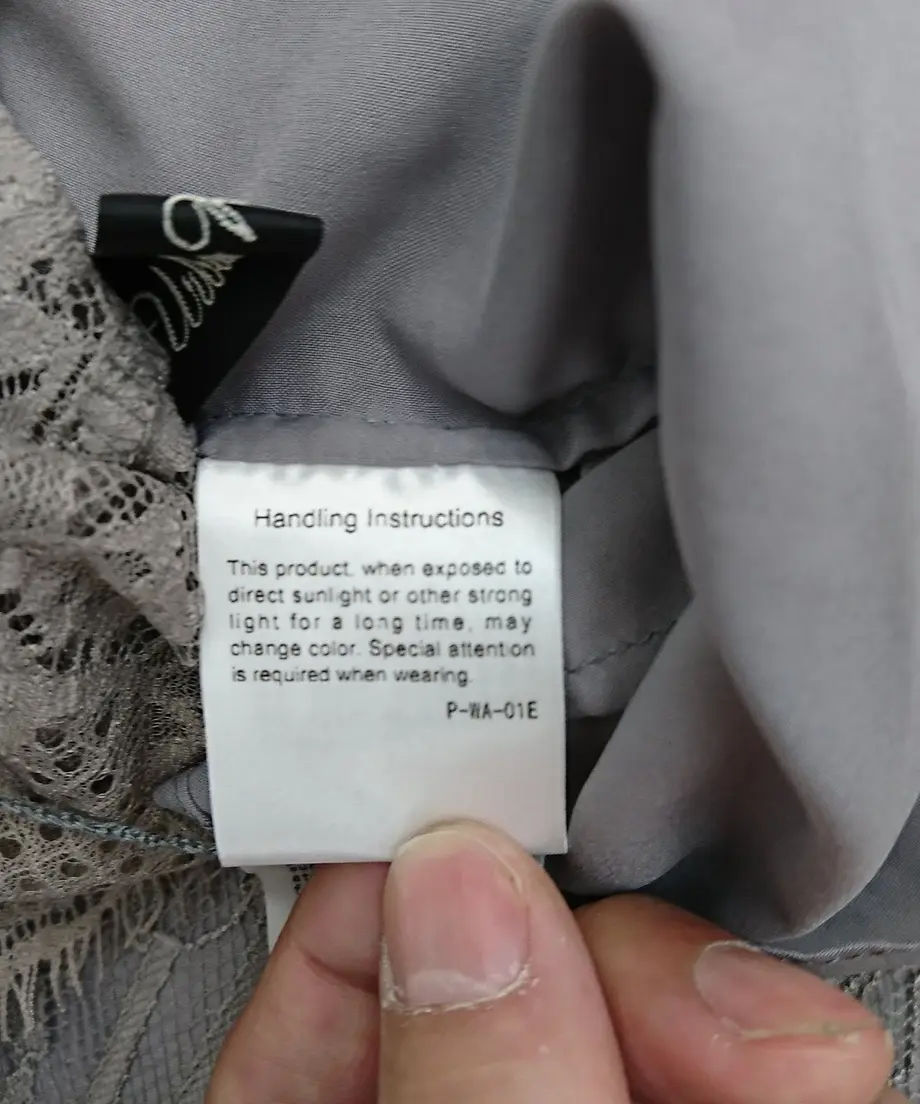 Handling Instructions
This product, when exposed to
direct sunlight or other strong
light for a long time, may
change color. Special attention
is required when wearing.
P-WA-01E